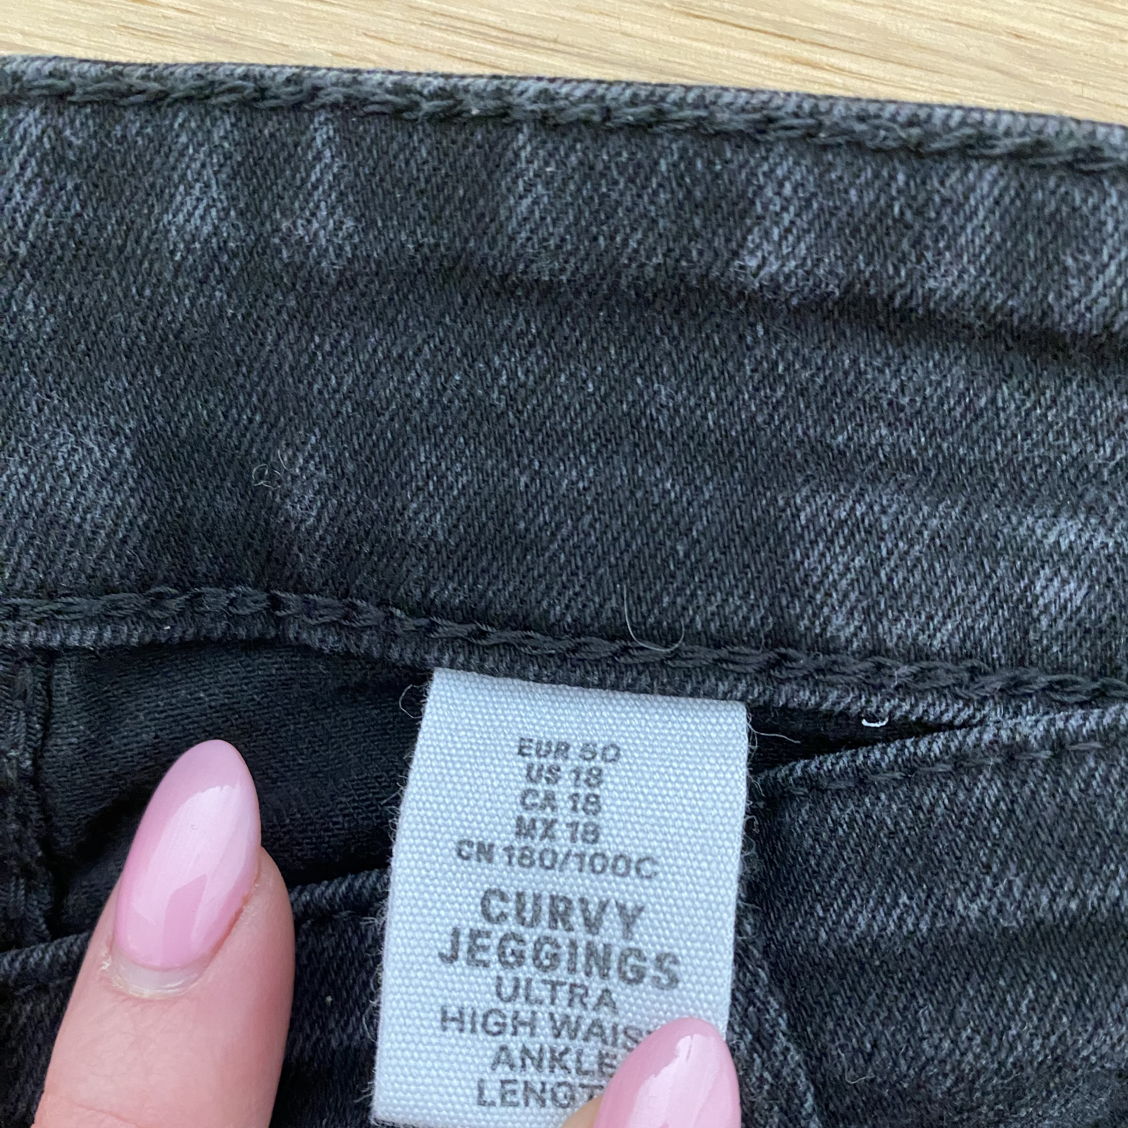 EUR 50
US 18
CA 18
MX 18
CN 180/100C
CURVY
JEGGINGS
ULTRA
HIGH WAIS
ANKLE
LENGT